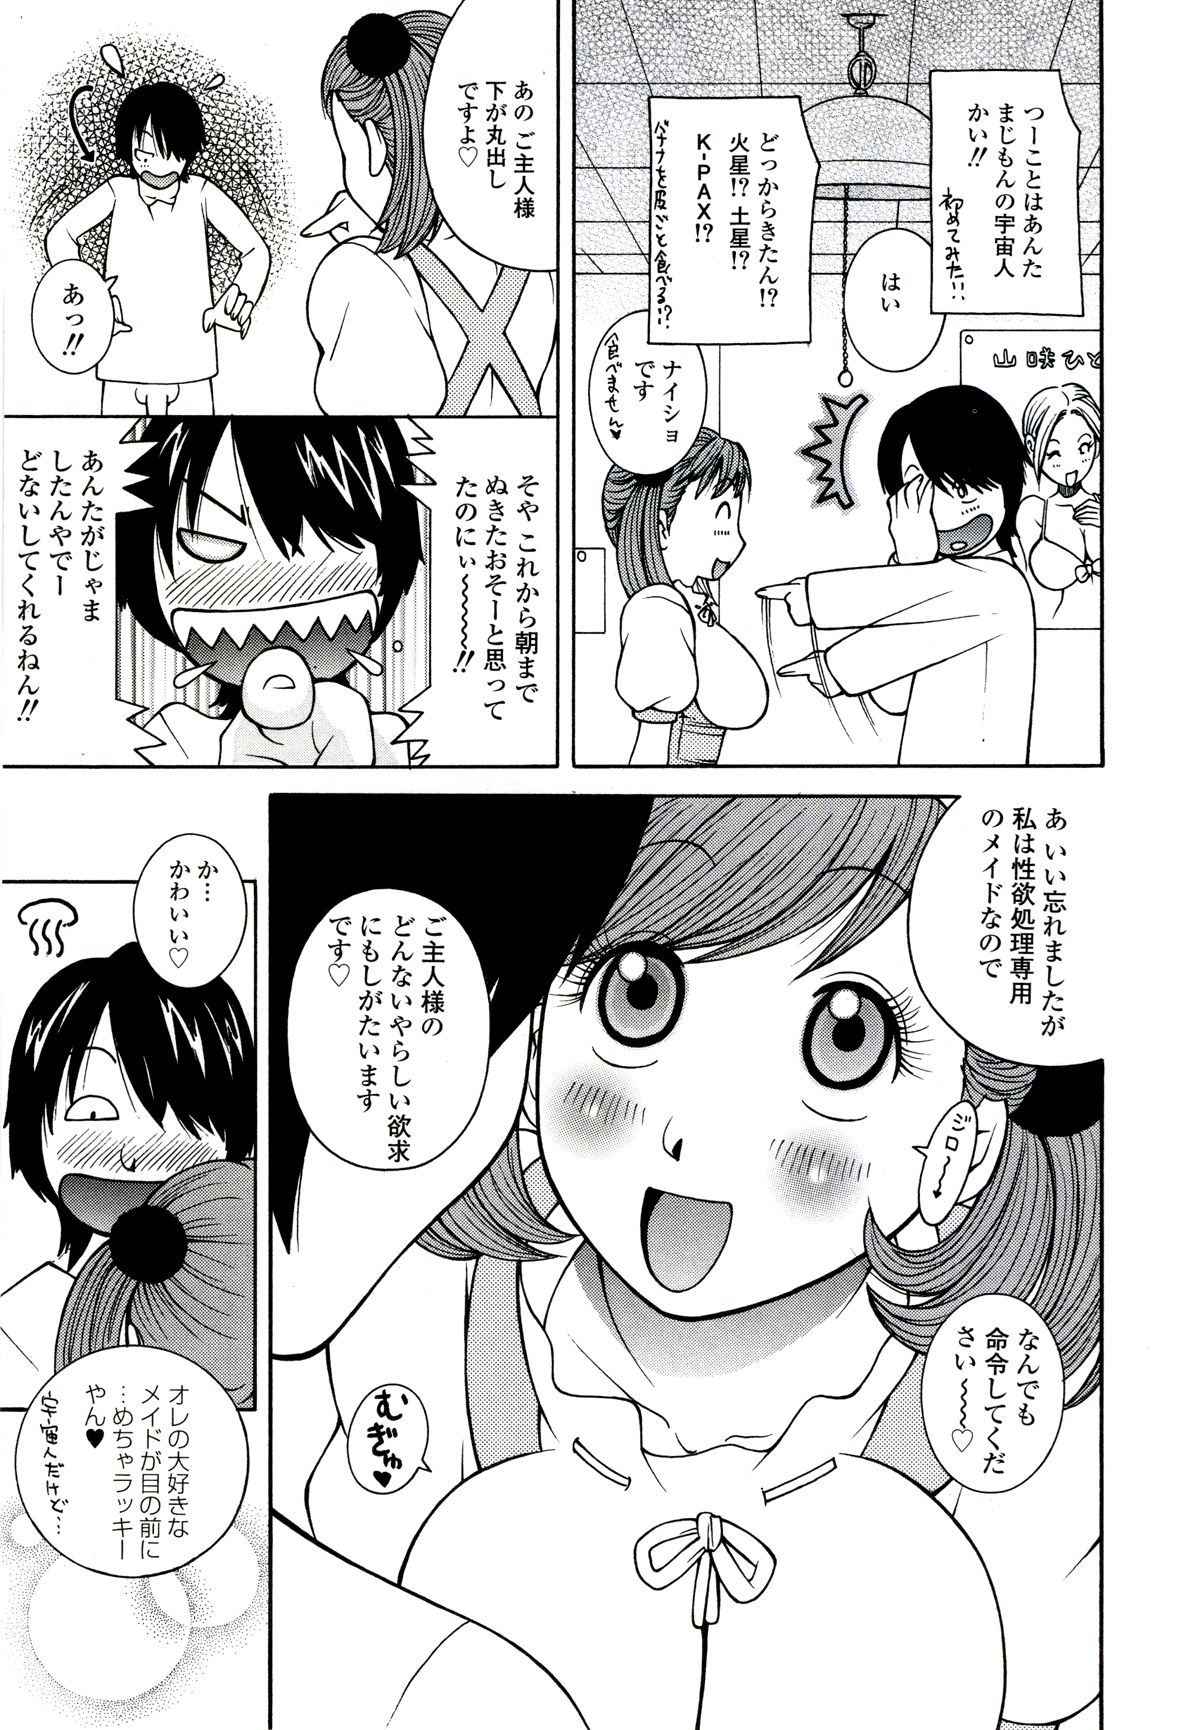 つーことはあんた
まじもんの宇宙人
かい!!
初めてみた!!
はい
どっからきたん!?
火星!? 土星!?
K-PAX!?
バナナを皮ごと食べる!?
山咲ひと
ナイショ
です
食べません♥
あの ご主人様
下が丸出し
ですよ♡
あっ!!
そや これから朝まで
ぬきたおそーと思って
たのにぃ〜〜〜〜!!
あんたがじゃま
したんやでー
どないしてくれるねん!!
あ いい忘れましたが
私は性欲処理専用
のメイドなので
ジロ〜
ご主人様の
どんないやらしい欲求
にもしがたいます
です♡
なんでも
命令してくだ
さい〜〜♡
むぎゅ♥
か…
かわいい♡
オレの大好きな
メイドが目の前に
…めちゃラッキー
やん♥
宇宙人だけど…